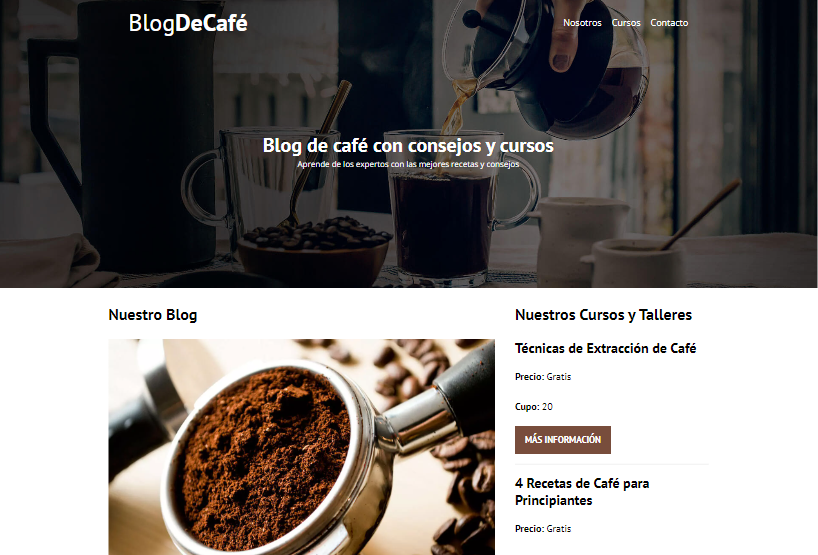 BlogDeCafé
Nosotros Cursos Contacto
Blog de café con consejos y cursos
Aprende de los expertos con las mejores recetas y consejos
Nuestro Blog
Nuestros Cursos y Talleres
Técnicas de Extracción de Café
Precio: Gratis
Cupo: 20
MÁS INFORMACIÓN
4 Recetas de Café para
Principiantes
Precio: Gratis